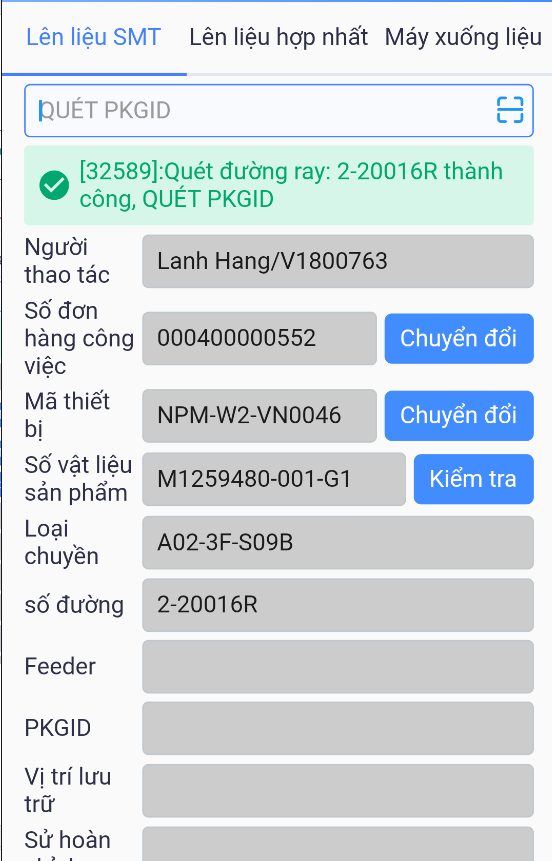 Lên liệu SMT Lên liệu hợp nhất Máy xuống liệu
QUÉT PKGID
[32589]:Quét đường ray: 2-20016R thành
công, QUÉT PKGID
Người
thao tác
Lanh Hang/V1800763
Số đơn
hàng công
việc
000400000552
Chuyển đổi
Mã thiết
bị
NPM-W2-VN0046
Chuyển đổi
Số vật liệu
sản phẩm
M1259480-001-G1
Kiểm tra
Loại
chuyền
A02-3F-S09B
số đường
2-20016R
Feeder
PKGID
Vị trí lưu
trữ
Sử hoàn